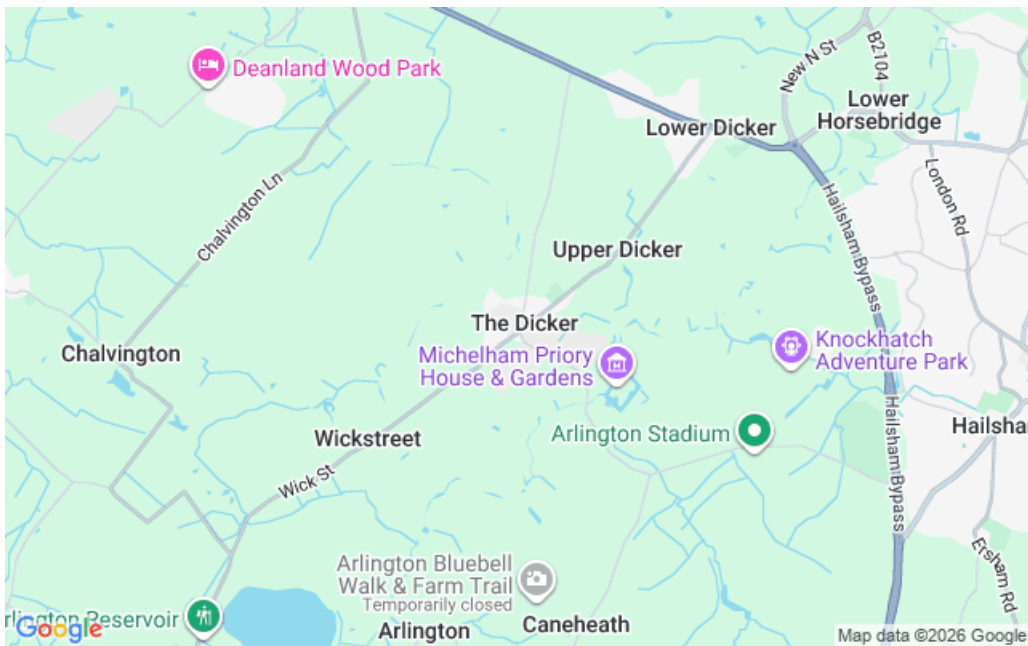 Deanland Wood Park
New N St
B2104
Lower
Horsebridge
Lower Dicker
London Rd
Chalvington Ln
Hailsham Bypass
Upper Dicker
The Dicker
Chalvington
Michelham Priory
House & Gardens
Knockhatch
Adventure Park
Wickstreet
Arlington Stadium
Hailsha
Hailsham Bypass
Wick St
Ersham Rd
Arlington Bluebell
Walk & Farm Trail
Temporarily closed
rlington Reservoir
Arlington
Caneheath
Google
Map data ©2026 Google